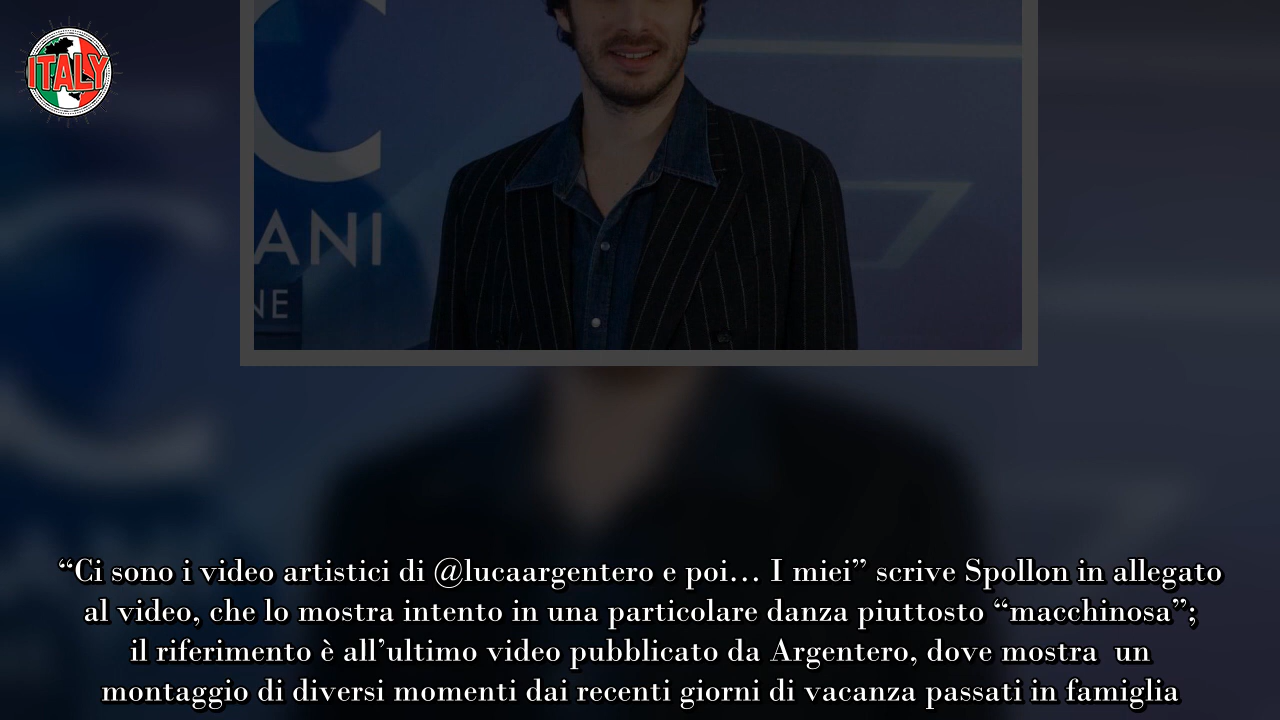 ITALY
C
ANI
NE
“Ci sono i video artistici di @lucaargentero e poi... I miei” scrive Spollon in allegato
al video, che lo mostra intento in una particolare danza piuttosto “macchinosa”;
il riferimento è all’ultimo video pubblicato da Argentero, dove mostra  un
montaggio di diversi momenti dai recenti giorni di vacanza passati in famiglia